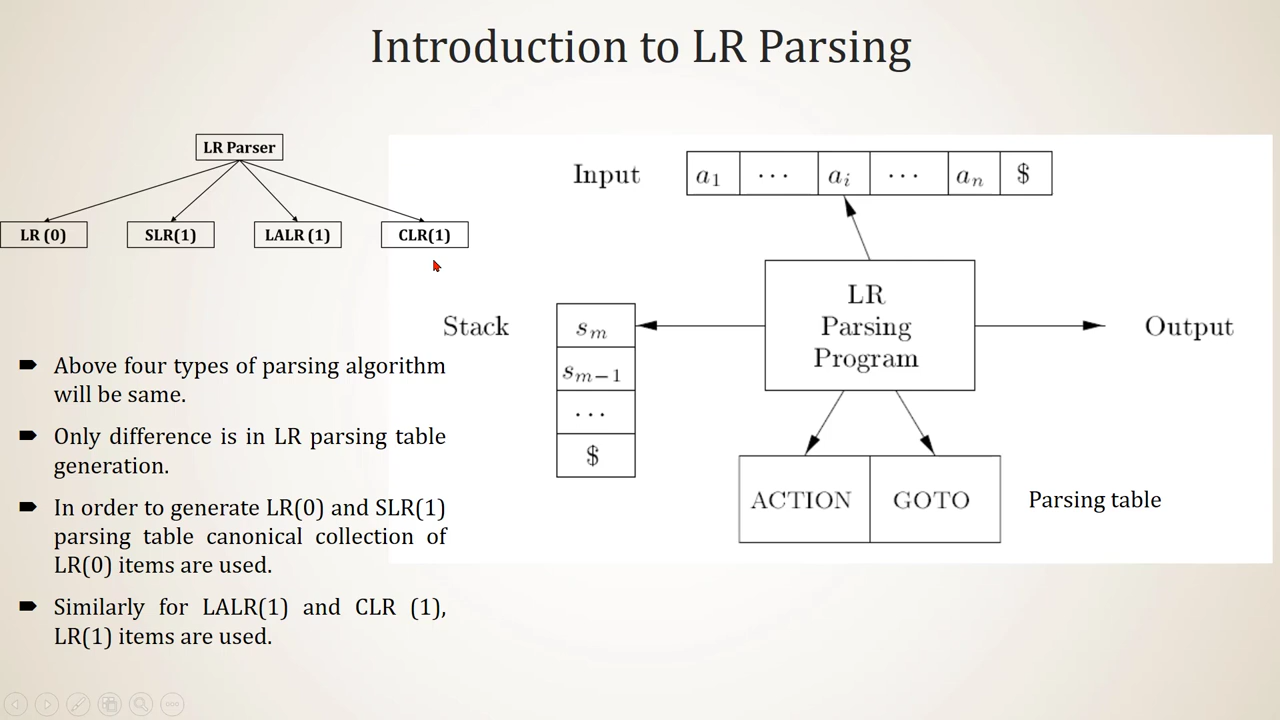 Introduction to LR Parsing
LR Parser
LR (0)
SLR(1)
LALR (1)
CLR(1)
Input
a₁ ⋯ aᵢ ⋯ aₙ $
LR
Parsing
Program
Stack
sₘ
sₘ₋₁
⋯
$
Output
ACTION
GOTO
Parsing table
Above four types of parsing algorithm
will be same.
Only difference is in LR parsing table
generation.
In order to generate LR(0) and SLR(1)
parsing table canonical collection of
LR(0) items are used.
Similarly for LALR(1) and CLR (1),
LR(1) items are used.